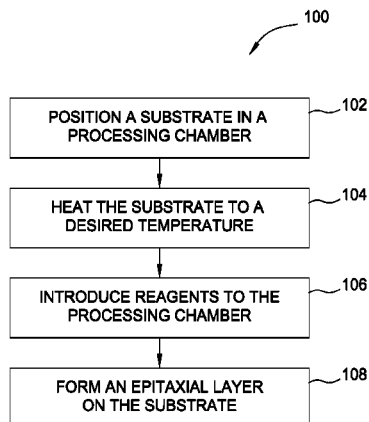 100
POSITION A SUBSTRATE IN A
PROCESSING CHAMBER
102
HEAT THE SUBSTRATE TO A
DESIRED TEMPERATURE
104
INTRODUCE REAGENTS TO THE
PROCESSING CHAMBER
106
FORM AN EPITAXIAL LAYER
ON THE SUBSTRATE
108